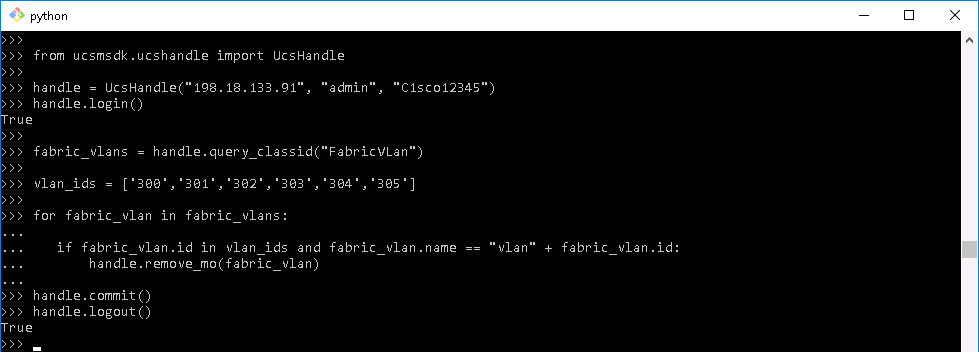 python
>>>
>>> from ucsmsdk.ucshandle import UcsHandle
>>>
>>> handle = UcsHandle("198.18.133.91", "admin", "C1sco12345")
>>> handle.login()
True
>>>
>>> fabric_vlans = handle.query_classid("FabricVLan")
>>>
>>> vlan_ids = ['300','301','302','303','304','305']
>>>
>>> for fabric_vlan in fabric_vlans:
...
...    if fabric_vlan.id in vlan_ids and fabric_vlan.name == "vlan" + fabric_vlan.id:
...        handle.remove_mo(fabric_vlan)
...
>>> handle.commit()
>>> handle.logout()
True
>>>